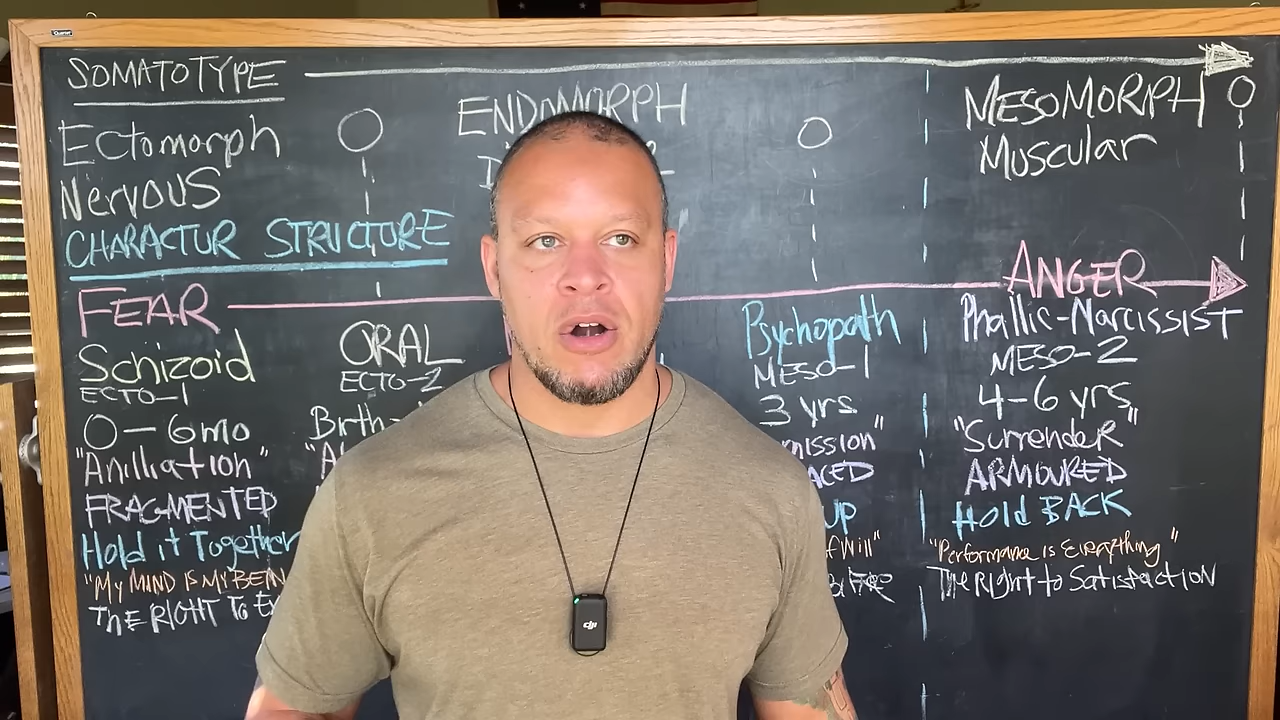 SOMATOTYPE
Ectomorph
Nervous
ENDOMORPH
MESOMORPH
Muscular
CHARACTUR STRUCTURE
FEAR
ANGER
Schizoid
ECTO-1
0-6mo
"Anilliation"
FRAGMENTED
Hold it Together
"MY MIND IS MY
THE RIGHT TO
ORAL
ECTO-2
Psychopath
MESO-1
3 yrs
up
Phallic-Narcissist
MESO-2
4-6 yrs
"Surrender"
ARMOURED
Hold BACK
"Performance is Everything"
THE Right to Satisfaction
dji